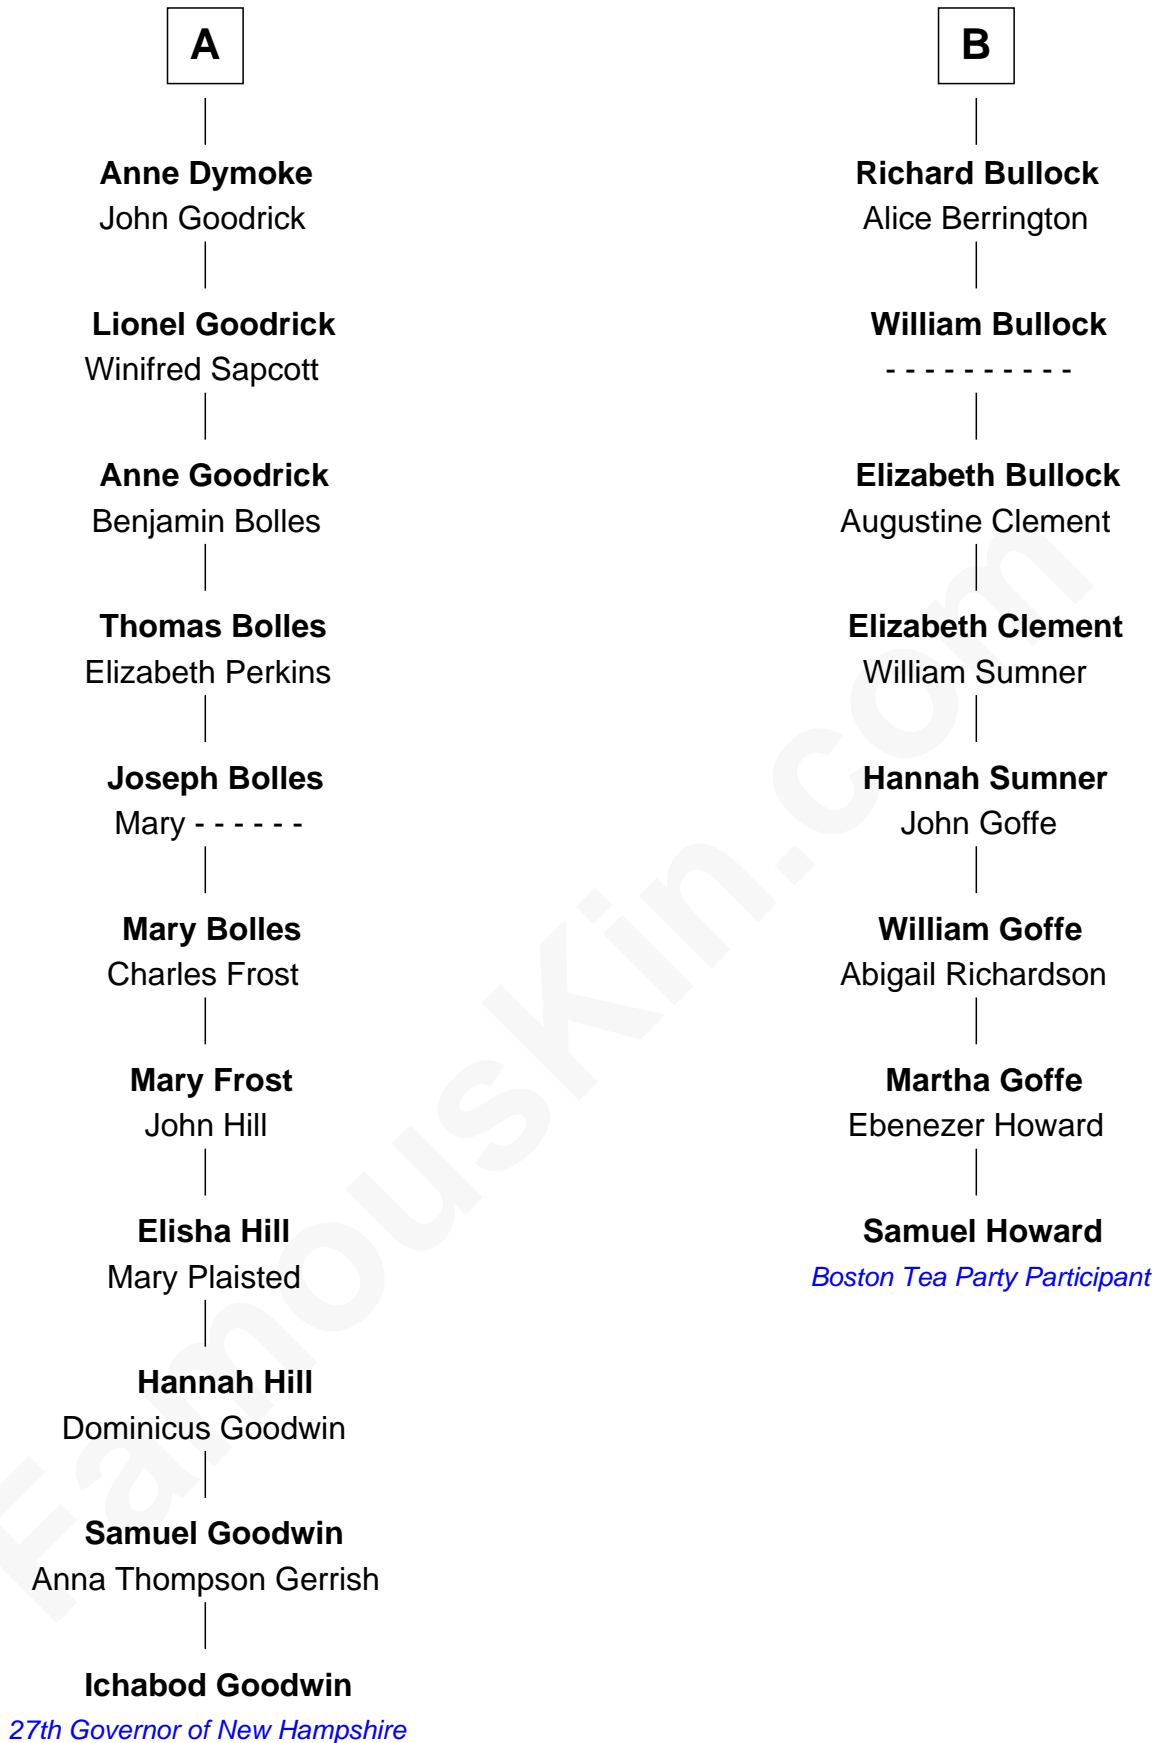 A
Anne Dymoke
John Goodrick
Lionel Goodrick
Winifred Sapcott
Anne Goodrick
Benjamin Bolles
Thomas Bolles
Elizabeth Perkins
Joseph Bolles
Mary - - - - - -
Mary Bolles
Charles Frost
Mary Frost
John Hill
Elisha Hill
Mary Plaisted
Hannah Hill
Dominicus Goodwin
Samuel Goodwin
Anna Thompson Gerrish
Ichabod Goodwin
27th Governor of New Hampshire
B
Richard Bullock
Alice Berrington
William Bullock
- - - - - - - - - -
Elizabeth Bullock
Augustine Clement
Elizabeth Clement
William Sumner
Hannah Sumner
John Goffe
William Goffe
Abigail Richardson
Martha Goffe
Ebenezer Howard
Samuel Howard
Boston Tea Party Participant
FamousKin.com